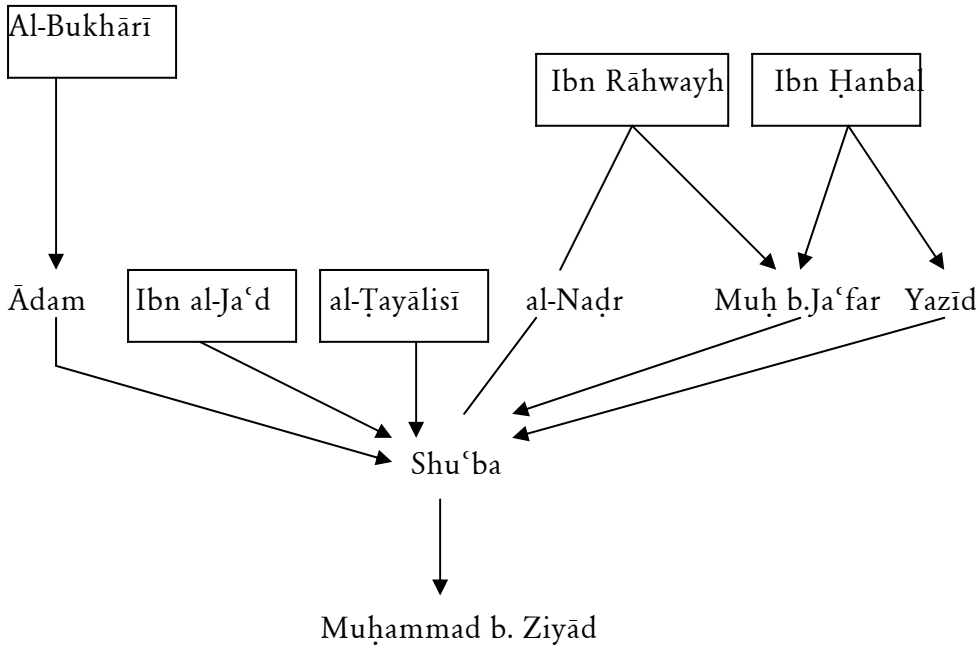 Al-Bukhārī
Ibn Rāhwayh
Ibn Ḥanbal
Ādam
Ibn al-Jaʿd
al-Ṭayālisī
al-Naḍr
Muḥ b.Jaʿfar
Yazīd
Shuʿba
Muḥammad b. Ziyād